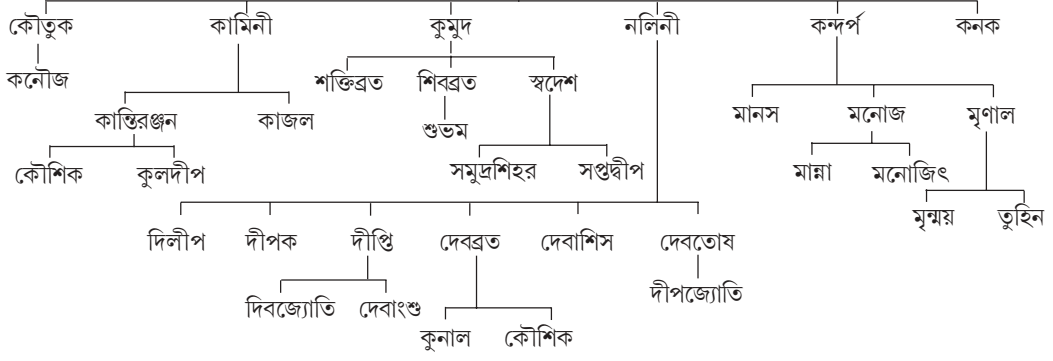 কৌতুক কামিনী কুমুদ নলিনী কন্দর্প কনক
কনৌজ শক্তিব্রত শিবব্রত স্বদেশ
কান্তিরঞ্জন কাজল শুভম মানস মনোজ মৃণাল
কৌশিক কুলদীপ সমুদ্রশিহর সপ্তদ্বীপ মান্না মনোজিৎ
মৃন্ময় তুহিন
দিলীপ দীপক দীপ্তি দেবব্রত দেবাশিস দেবতোষ
দিবজ্যোতি দেবাংশু দীপজ্যোতি
কুনাল কৌশিক